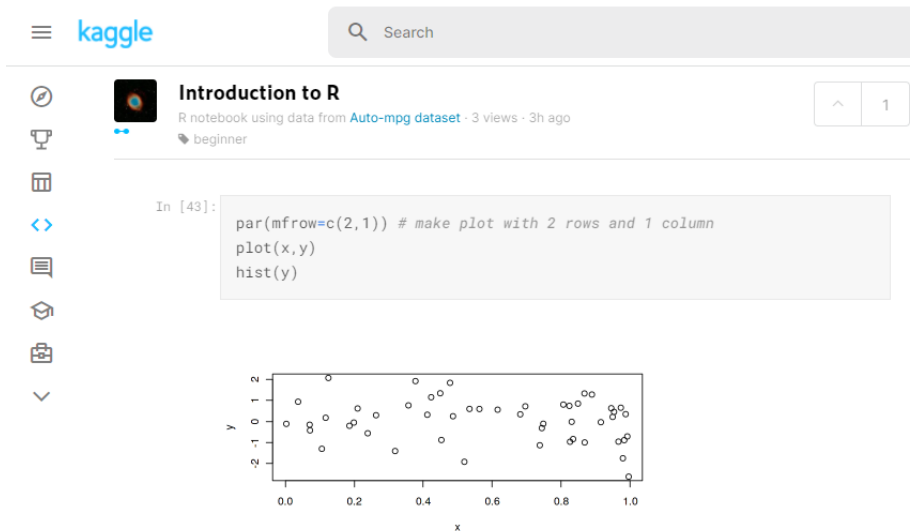 kaggle
Search
Introduction to R
R notebook using data from Auto-mpg dataset · 3 views · 3h ago
beginner
1
In [43]:
par(mfrow=c(2,1)) # make plot with 2 rows and 1 column
plot(x,y)
hist(y)
2
1
0
-1
-2
y
0.0 0.2 0.4 0.6 0.8 1.0
x